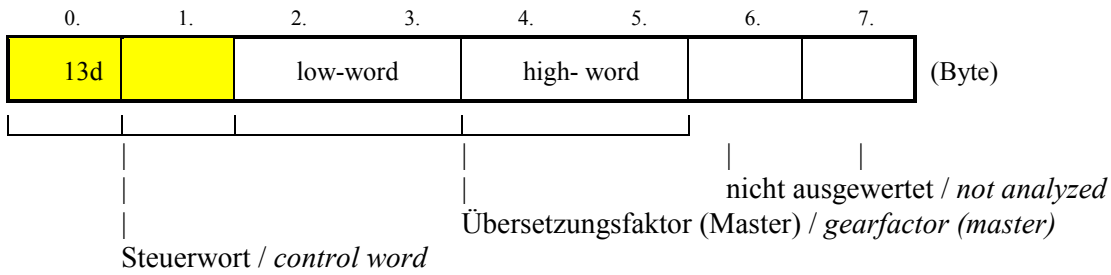 0. 1. 2. 3. 4. 5. 6. 7.
13d low-word high- word (Byte)
nicht ausgewertet / not analyzed
Übersetzungsfaktor (Master) / gearfactor (master)
Steuerwort / control word